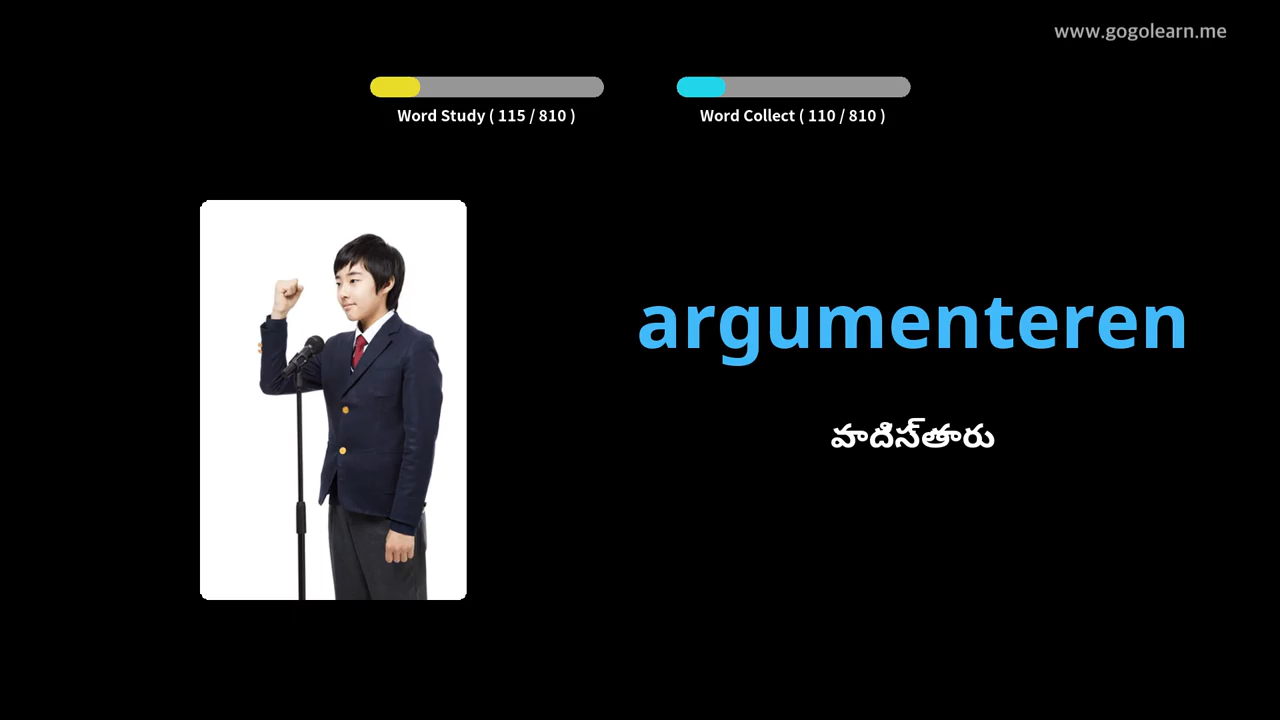 www.gogolearn.me
Word Study ( 115 / 810 )
Word Collect ( 110 / 810 )
argumenteren
వాదిస్తారు